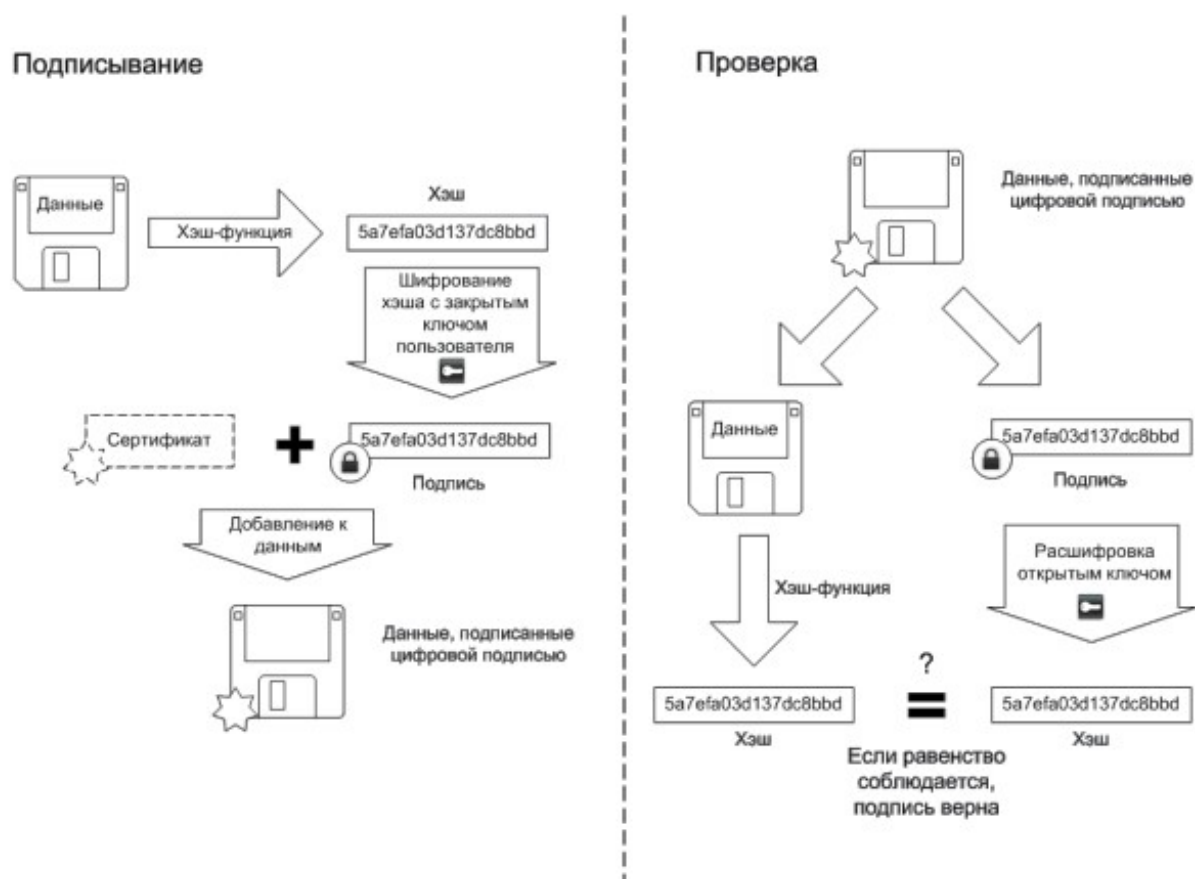 Подписывание
Данные
Хэш-функция
Хэш
5a7efa03d137dc8bbd
Шифрование
хэша с закрытым
ключом
пользователя
Сертификат
+
5a7efa03d137dc8bbd
Подпись
Добавление к
данным
Данные, подписанные
цифровой подписью
Проверка
Данные, подписанные
цифровой подписью
Данные
5a7efa03d137dc8bbd
Подпись
Хэш-функция
Расшифровка
открытым ключом
5a7efa03d137dc8bbd
Хэш
?
=
5a7efa03d137dc8bbd
Хэш
Если равенство
соблюдается,
подпись верна